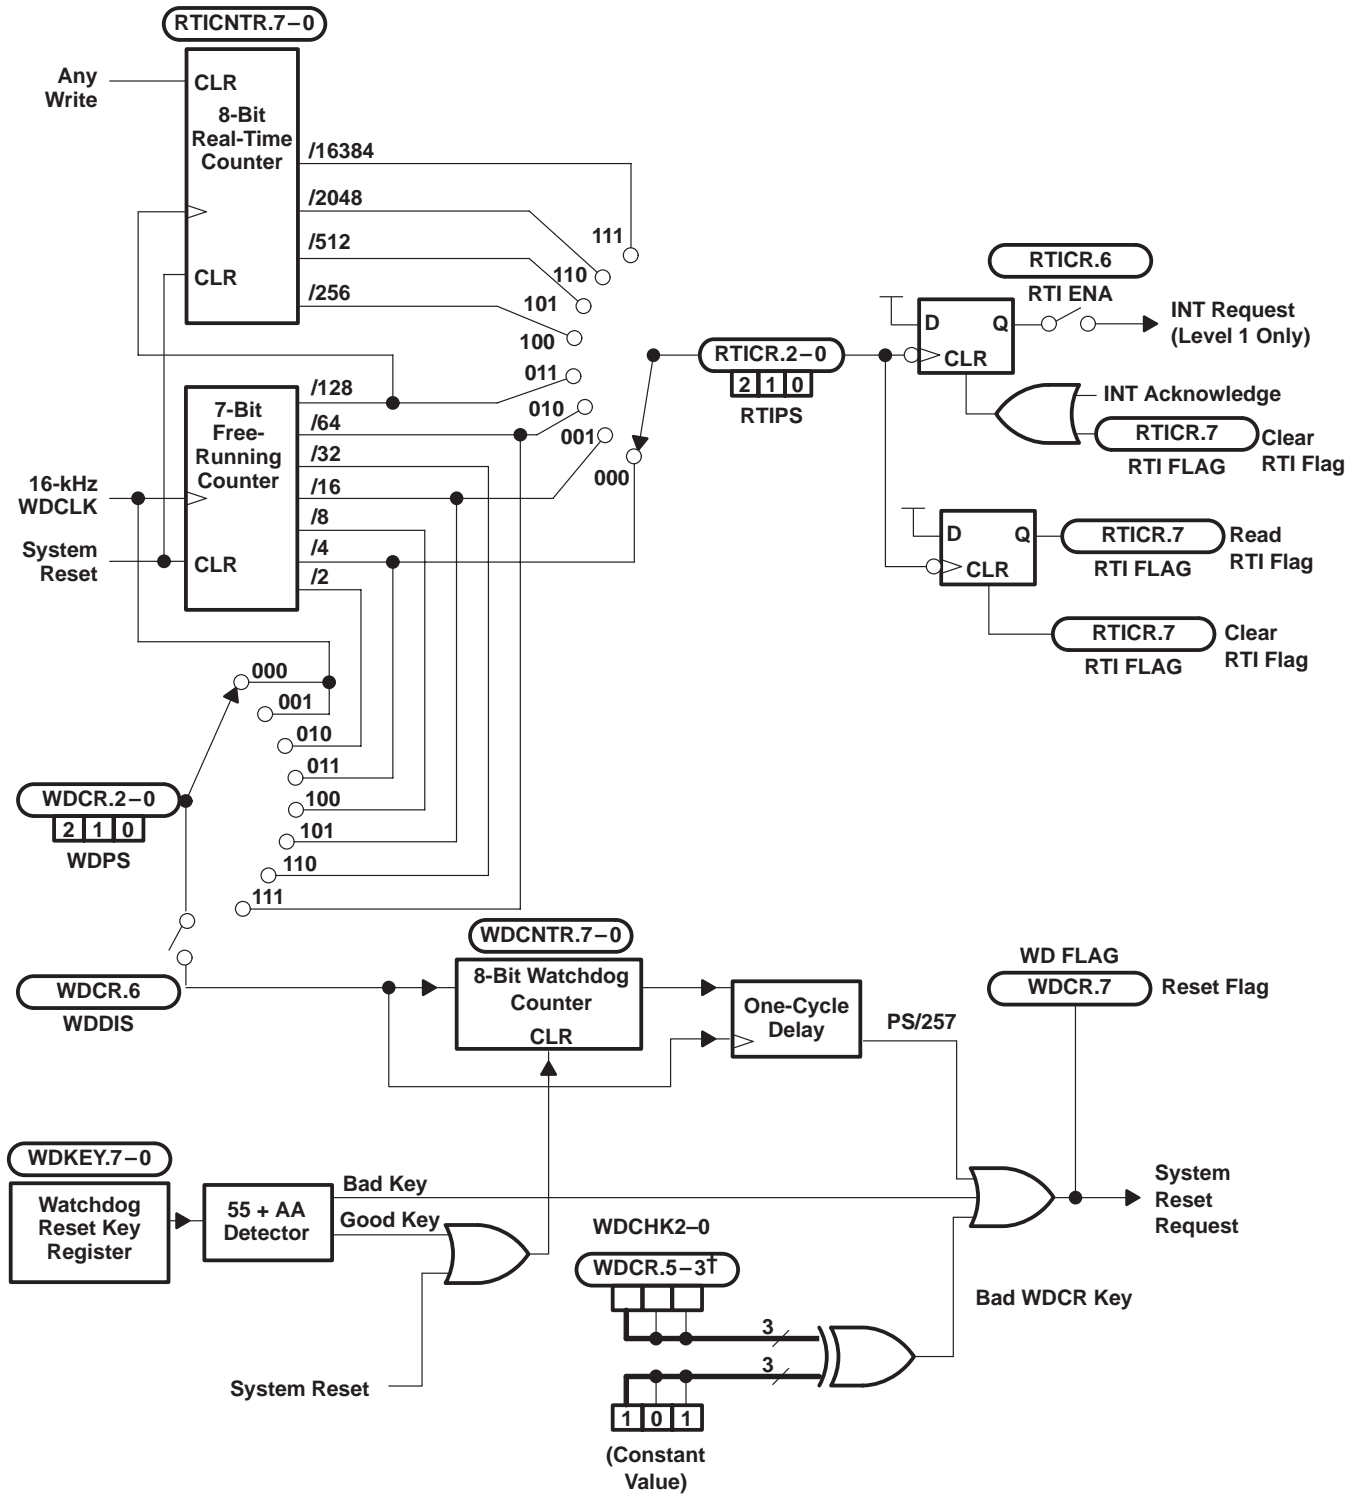 RTICNTR.7–0
Any
Write
CLR
8-Bit
Real-Time
Counter
/16384
/2048
/512
/256
CLR
111
110
101
100
011
010
001
000
7-Bit
Free-
Running
Counter
/128
/64
/32
/16
/8
/4
/2
16-kHz
WDCLK
System
Reset
CLR
RTICR.2–0
2 1 0
RTIPS
RTICR.6
RTI ENA
D Q
CLR
INT Request
(Level 1 Only)
INT Acknowledge
RTICR.7
RTI FLAG
Clear
RTI Flag
D Q
CLR
RTICR.7
RTI FLAG
Read
RTI Flag
RTICR.7
RTI FLAG
Clear
RTI Flag
000
001
010
011
100
101
110
111
WDCR.2–0
2 1 0
WDPS
WDCR.6
WDDIS
WDCNTR.7–0
8-Bit Watchdog
Counter
CLR
One-Cycle
Delay
PS/257
WD FLAG
WDCR.7
Reset Flag
WDKEY.7–0
Watchdog
Reset Key
Register
55 + AA
Detector
Bad Key
Good Key
System Reset
WDCHK2–0
WDCR.5–3†
3
3
1 0 1
(Constant
Value)
Bad WDCR Key
System
Reset
Request